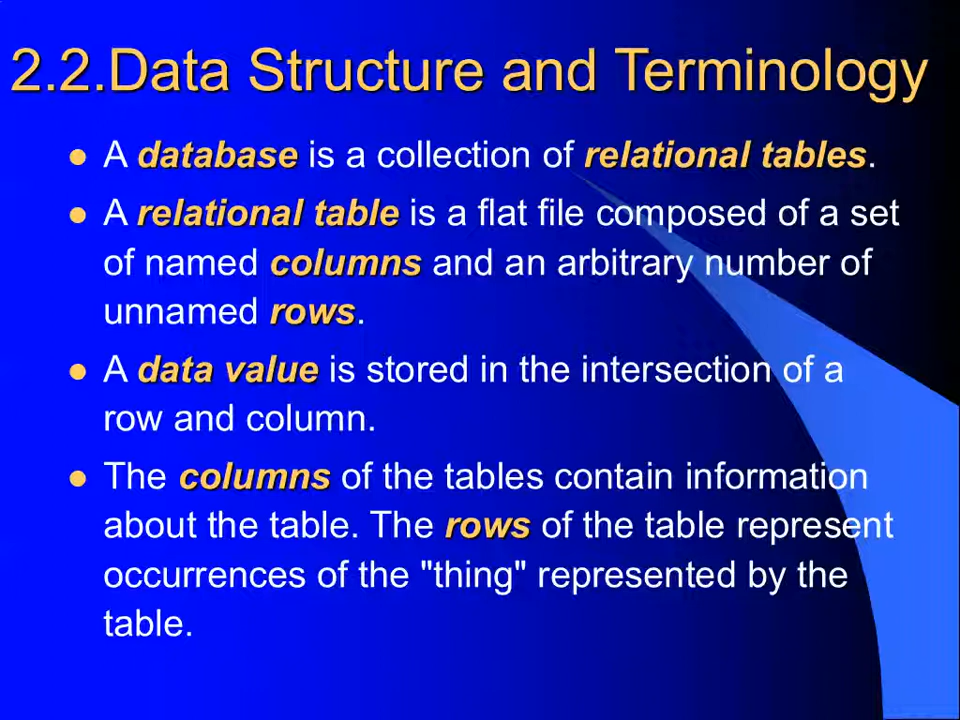 2.2.Data Structure and Terminology
A database is a collection of relational tables.
A relational table is a flat file composed of a set
of named columns and an arbitrary number of
unnamed rows.
A data value is stored in the intersection of a
row and column.
The columns of the tables contain information
about the table. The rows of the table represent
occurrences of the "thing" represented by the
table.